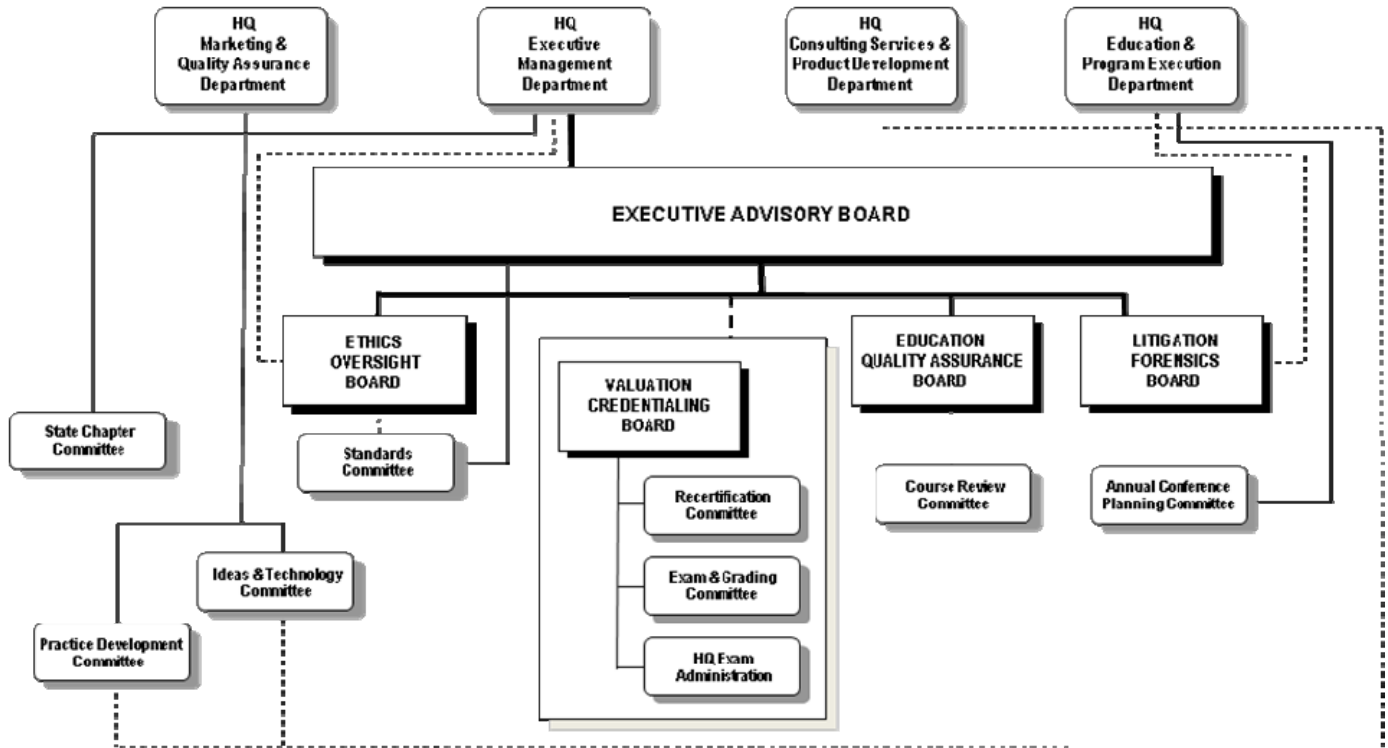 HQ
Marketing &
Quality Assurance
Department
HQ
Executive
Management
Department
HQ
Consulting Services &
Product Development
Department
HQ
Education &
Program Execution
Department
EXECUTIVE ADVISORY BOARD
ETHICS
OVERSIGHT
BOARD
VALUATION
CREDENTIALING
BOARD
EDUCATION
QUALITY ASSURANCE
BOARD
LITIGATION
FORENSICS
BOARD
State Chapter
Committee
Standards
Committee
Recertification
Committee
Course Review
Committee
Annual Conference
Planning Committee
Ideas & Technology
Committee
Exam & Grading
Committee
Practice Development
Committee
HQ Exam
Administration